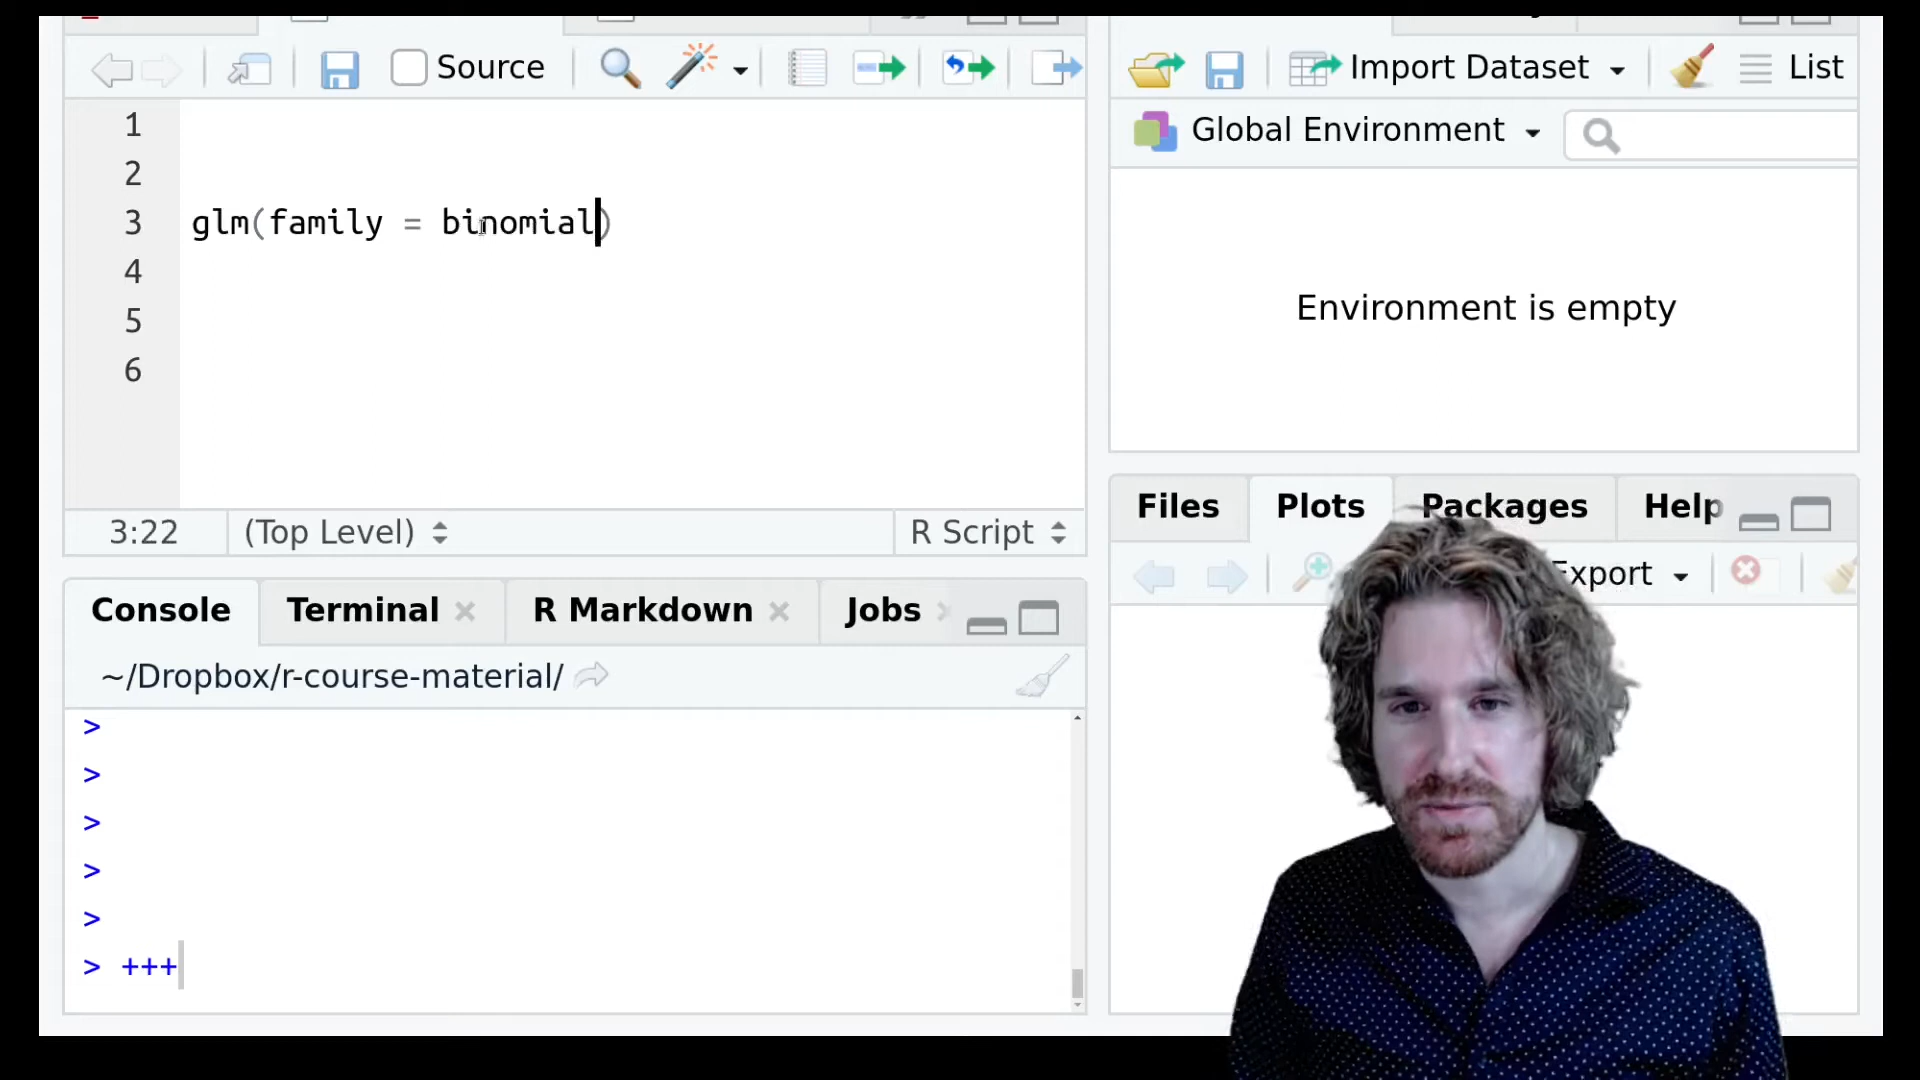 Source
Import Dataset
List
Global Environment
1
2
3 glm(family = binomial)
4
5
6
Environment is empty
3:22 (Top Level) R Script
Files Plots Packages Help
Export
Console Terminal R Markdown Jobs
~/Dropbox/r-course-material/
>
>
>
>
>
> +++